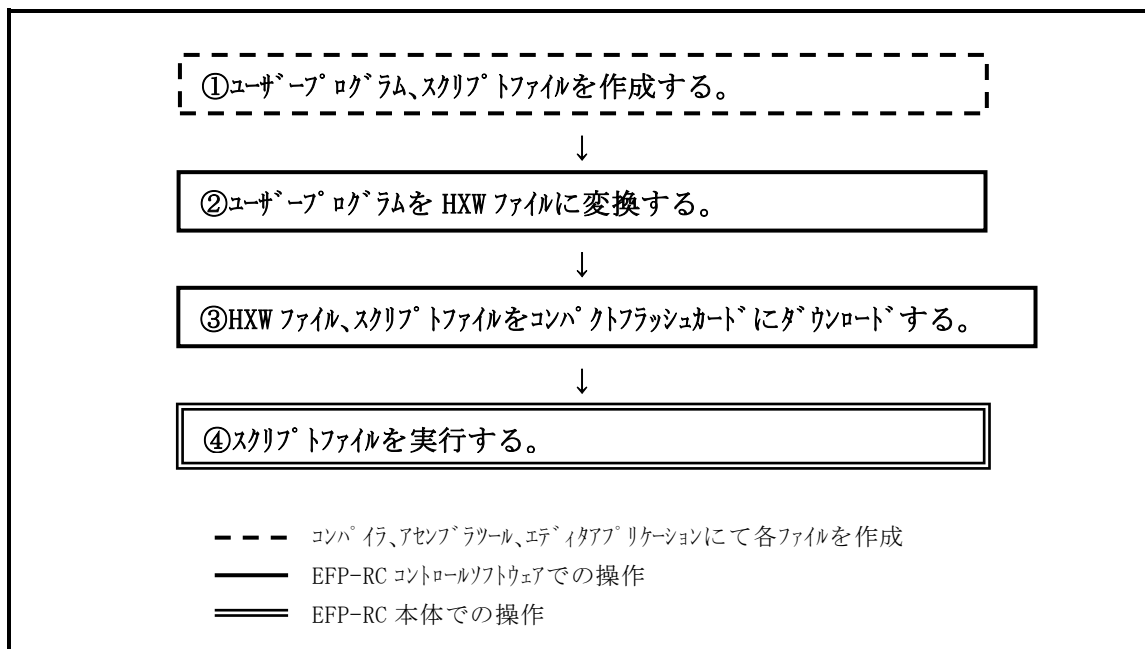 ①ﾕｰｻﾞｰﾌﾟﾛｸﾞﾗﾑ、ｽｸﾘﾌﾟﾄﾌｧｲﾙを作成する。
↓
②ﾕｰｻﾞｰﾌﾟﾛｸﾞﾗﾑを HXW ﾌｧｲﾙに変換する。
↓
③HXW ﾌｧｲﾙ、ｽｸﾘﾌﾟﾄﾌｧｲﾙをｺﾝﾊﾟｸﾄﾌﾗｯｼｭｶｰﾄﾞにﾀﾞｳﾝﾛｰﾄﾞする。
↓
④ｽｸﾘﾌﾟﾄﾌｧｲﾙを実行する。
ｺﾝﾊﾟｲﾗ、ｱｾﾝﾌﾞﾗﾂｰﾙ、ｴﾃﾞｨﾀｱﾌﾟﾘｹｰｼｮﾝにて各ﾌｧｲﾙを作成
EFP-RC ｺﾝﾄﾛｰﾙｿﾌﾄｳｪｱでの操作
EFP-RC 本体での操作